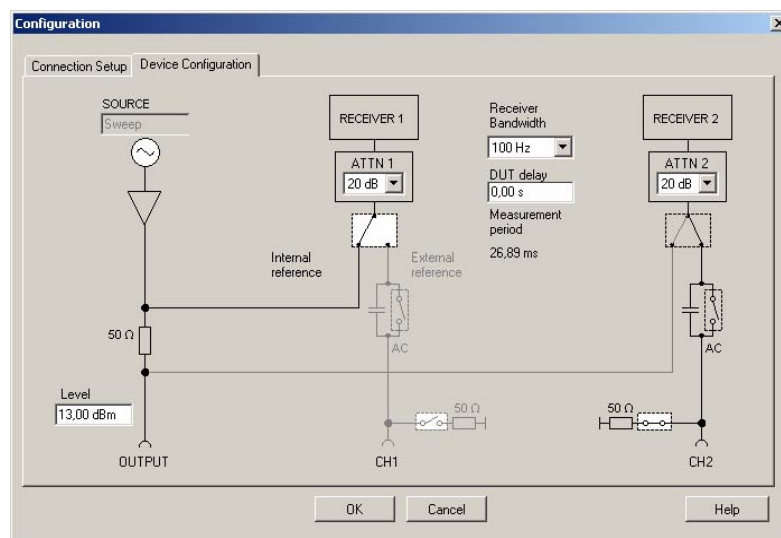 Configuration
Connection Setup
Device Configuration
SOURCE
Sweep
RECEIVER 1
ATTN 1
20 dB
Receiver
Bandwidth
100 Hz
DUT delay
0,00 s
Measurement
period
26,89 ms
RECEIVER 2
ATTN 2
20 dB
Internal
reference
External
reference
50 Ω
AC
AC
Level
13,00 dBm
50 Ω
50 Ω
OUTPUT
CH1
CH2
OK
Cancel
Help